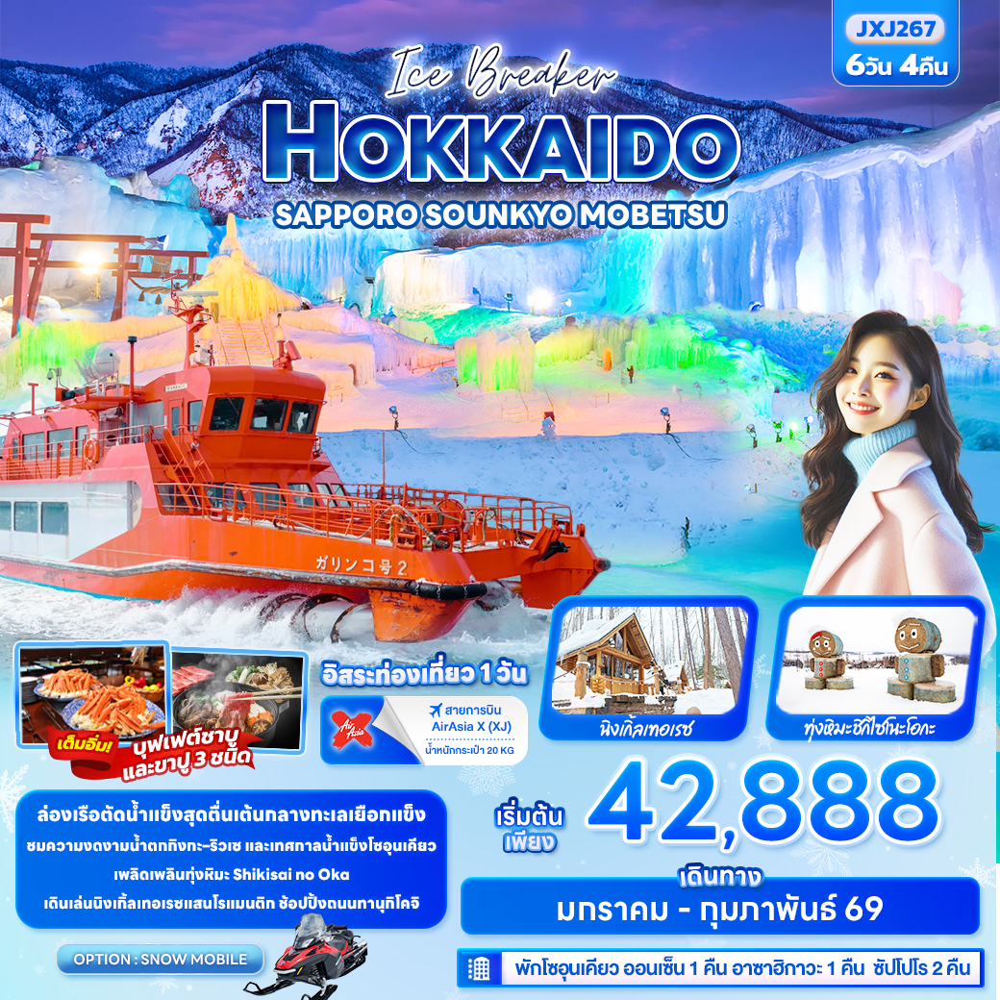 JXJ267
6วัน 4คืน
Ice Breaker
HOKKAIDO
SAPPORO SOUNKYO MOBETSU
ガリンコ号2
อิสระท่องเที่ยว 1 วัน
AirAsia
สายการบิน
AirAsia X (XJ)
น้ำหนักกระเป๋า 20 KG
นิงเกิ้ลเทอเรซ
ทุ่งหิมะชิกิไซโนะโอกะ
เต็มอิ่ม!
บุฟเฟต์ชาบู
และขาปู 3 ชนิด
เริ่มต้น
เพียง
42,888
ล่องเรือตัดน้ำแข็งสุดตื่นเต้นกลางทะเลเยือกแข็ง
ชมความงดงามน้ำตกกิงกะ-ริวเซ และเทศกาลน้ำแข็งโซอุนเคียว
เพลิดเพลินทุ่งหิมะ Shikisai no Oka
เดินเล่นนิงเกิ้ลเทอเรซแสนโรแมนติก ช้อปปิ้งถนนทานุกิโคจิ
เดินทาง
มกราคม - กุมภาพันธ์ 69
OPTION : SNOW MOBILE
พักโซอุนเคียว ออนเซ็น 1 คืน อาซาฮิกาวะ 1 คืน ซัปโปโร 2 คืน